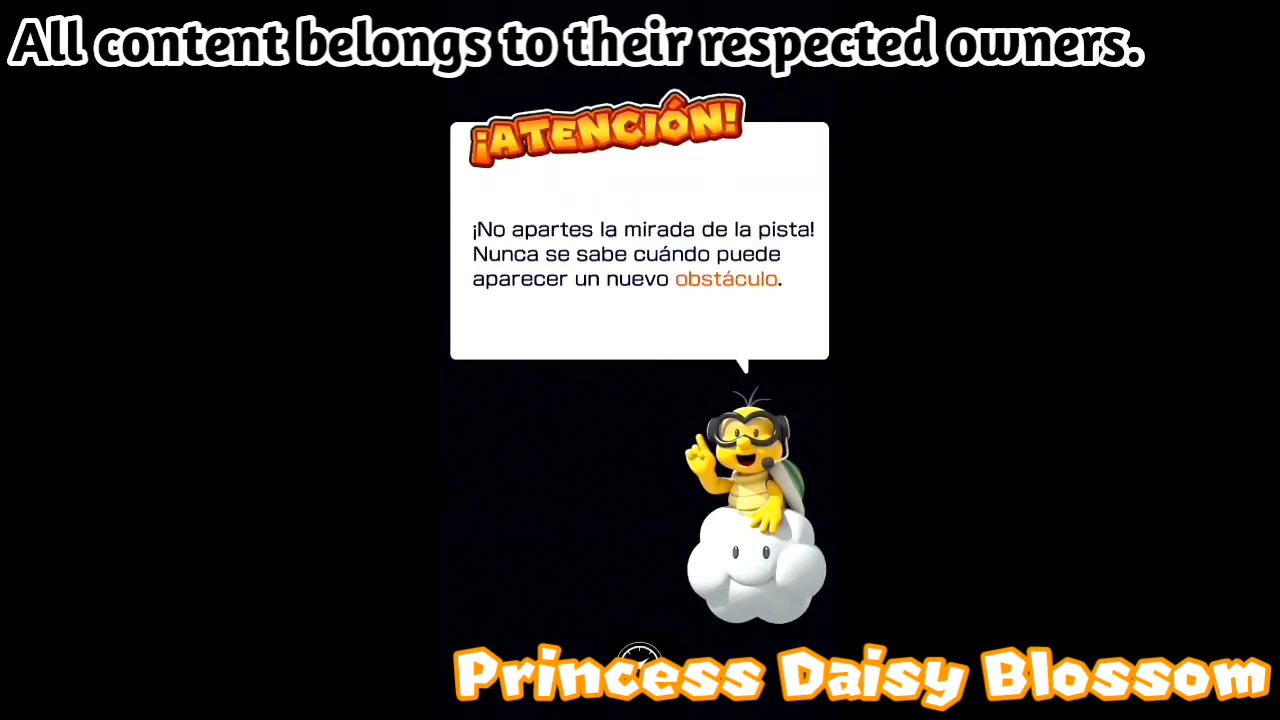 All content belongs to their respected owners.
¡ATENCIÓN!
¡No apartes la mirada de la pista!
Nunca se sabe cuándo puede
aparecer un nuevo obstáculo.
Princess Daisy Blossom